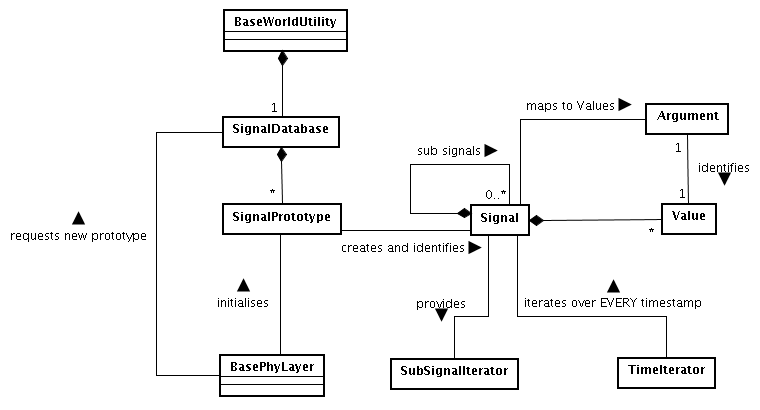 BaseWorldUtility
1
SignalDatabase
maps to Values
Argument
sub signals
1
identifies
*
0..*
1
SignalPrototype
Signal
Value
requests new prototype
*
creates and identifies
initialises
provides
iterates over EVERY timestamp
BasePhyLayer
SubSignalIterator
TimeIterator